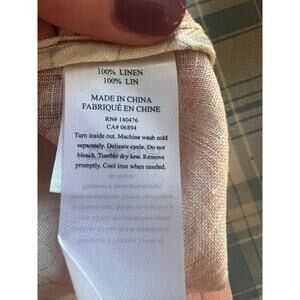 100% LINEN
100% LIN
MADE IN CHINA
FABRIQUÉ EN CHINE
RN# 140476
CA# 06894
Turn inside out. Machine wash cold
separately. Delicate cycle. Do not
bleach. Tumble dry low. Remove
promptly. Cool iron when needed.